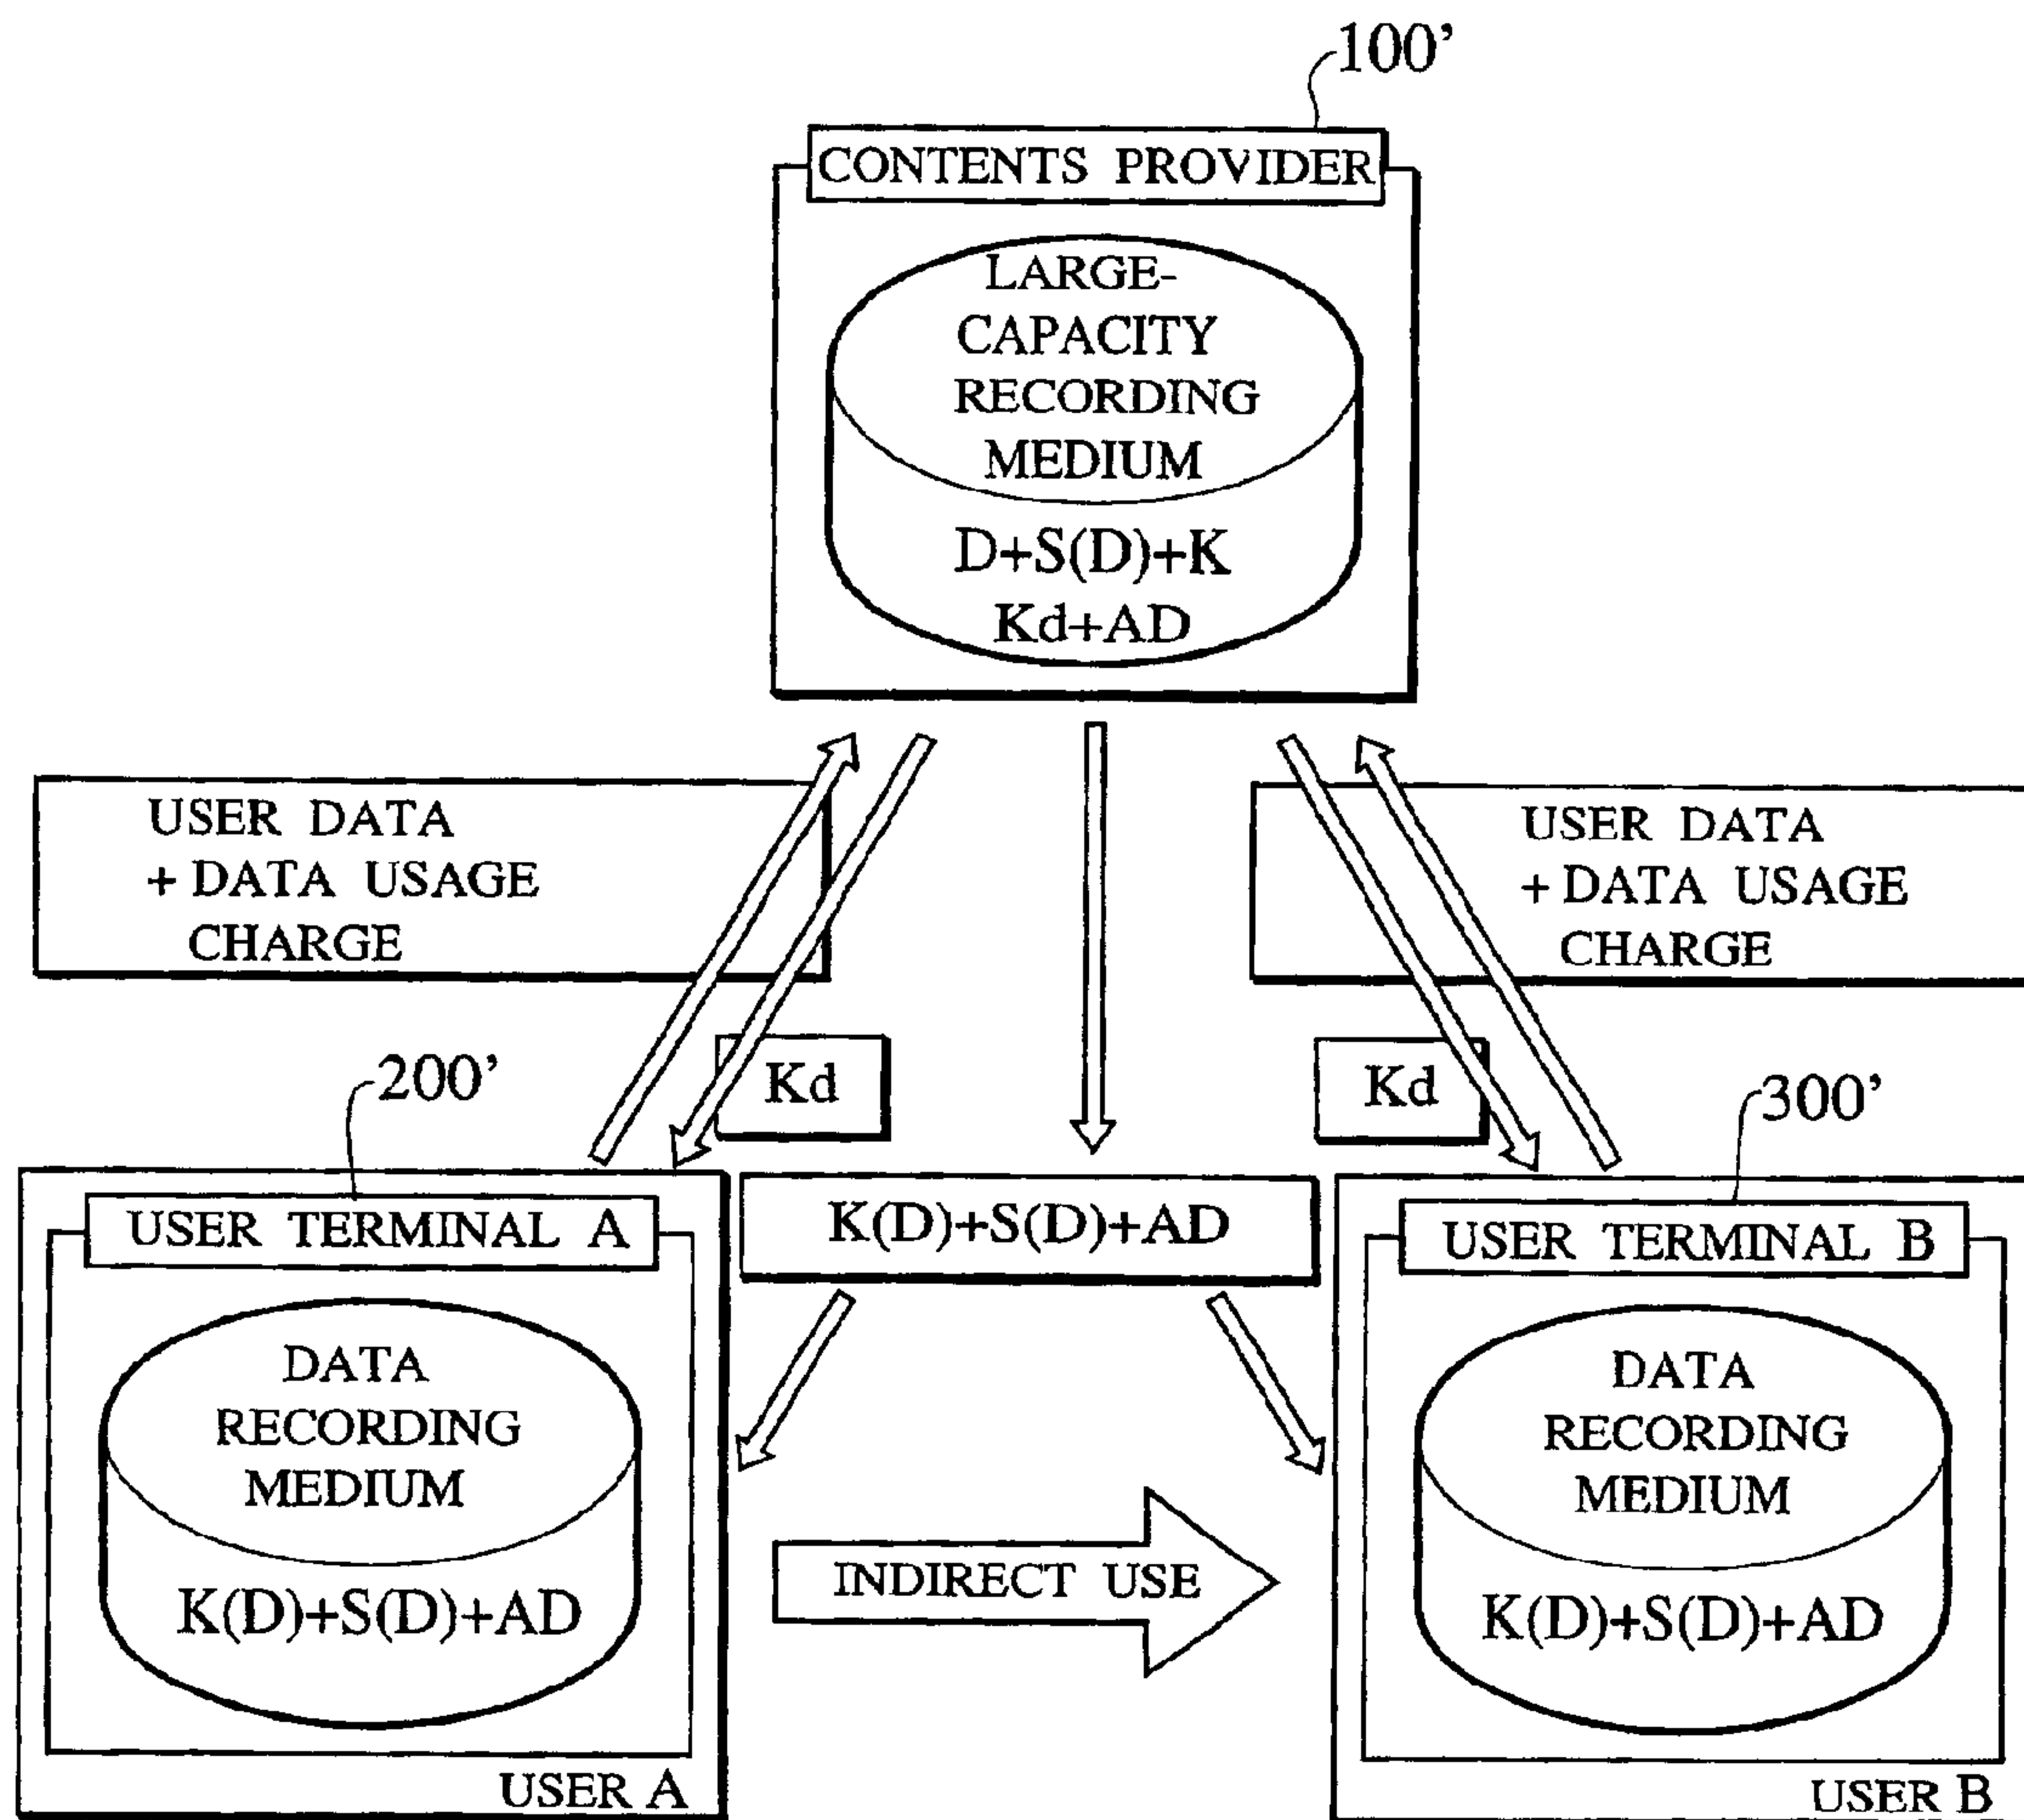 100'
CONTENTS PROVIDER
LARGE-
CAPACITY
RECORDING
MEDIUM
D+S(D)+K
Kd+AD
USER DATA
+ DATA USAGE
CHARGE
USER DATA
+ DATA USAGE
CHARGE
Kd
Kd
200'
300'
USER TERMINAL A
K(D)+S(D)+AD
USER TERMINAL B
DATA
RECORDING
MEDIUM
K(D)+S(D)+AD
INDIRECT USE
DATA
RECORDING
MEDIUM
K(D)+S(D)+AD
USER A
USER B